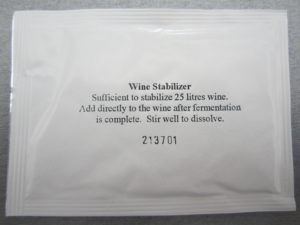 Wine Stabilizer
Sufficient to stabilize 25 litres wine.
Add directly to the wine after fermentation
is complete. Stir well to dissolve.
213701